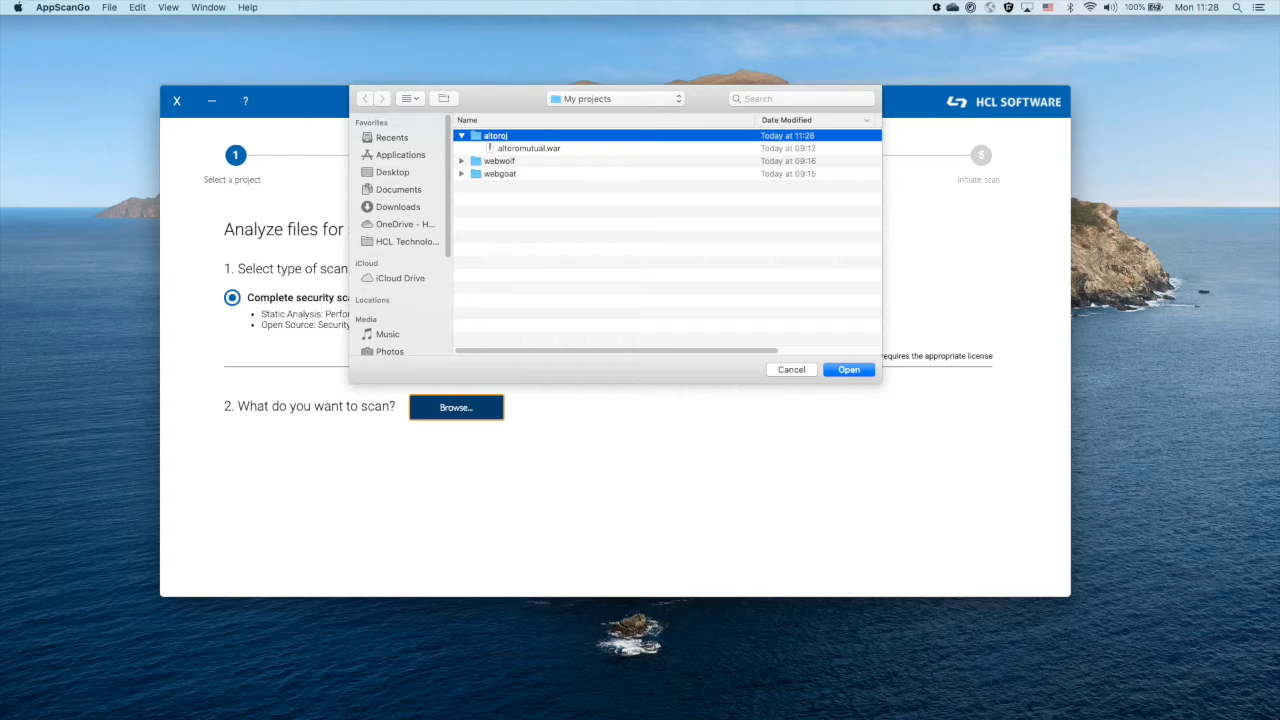 AppScanGo File Edit View Window Help 100% Mon 11:28
X — ? HCL SOFTWARE
My projects Search
Favorites
Recents
Applications
Desktop
Documents
Downloads
OneDrive - H...
HCL Technolo...
iCloud
iCloud Drive
Locations
Media
Music
Photos
Name Date Modified
altoroj Today at 11:28
altoromutual.war Today at 09:12
webwolf Today at 09:16
webgoat Today at 09:15
Cancel Open
1 5
Select a project Initiate scan
Analyze files for
1. Select type of scan
Complete security sca
• Static Analysis: Perfor
• Open Source: Security
requires the appropriate license
2. What do you want to scan? Browse...